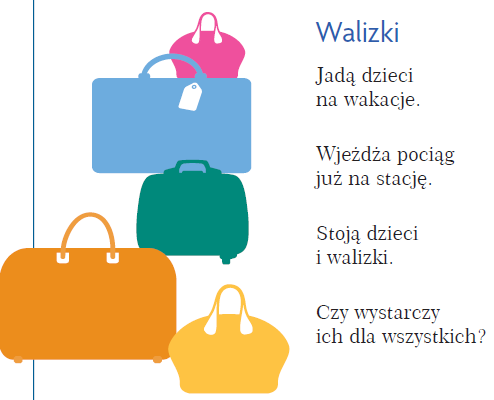 Walizki
Jadą dzieci
na wakacje.
Wjeżdża pociąg
już na stację.
Stoją dzieci
i walizki.
Czy wystarczy
ich dla wszystkich?